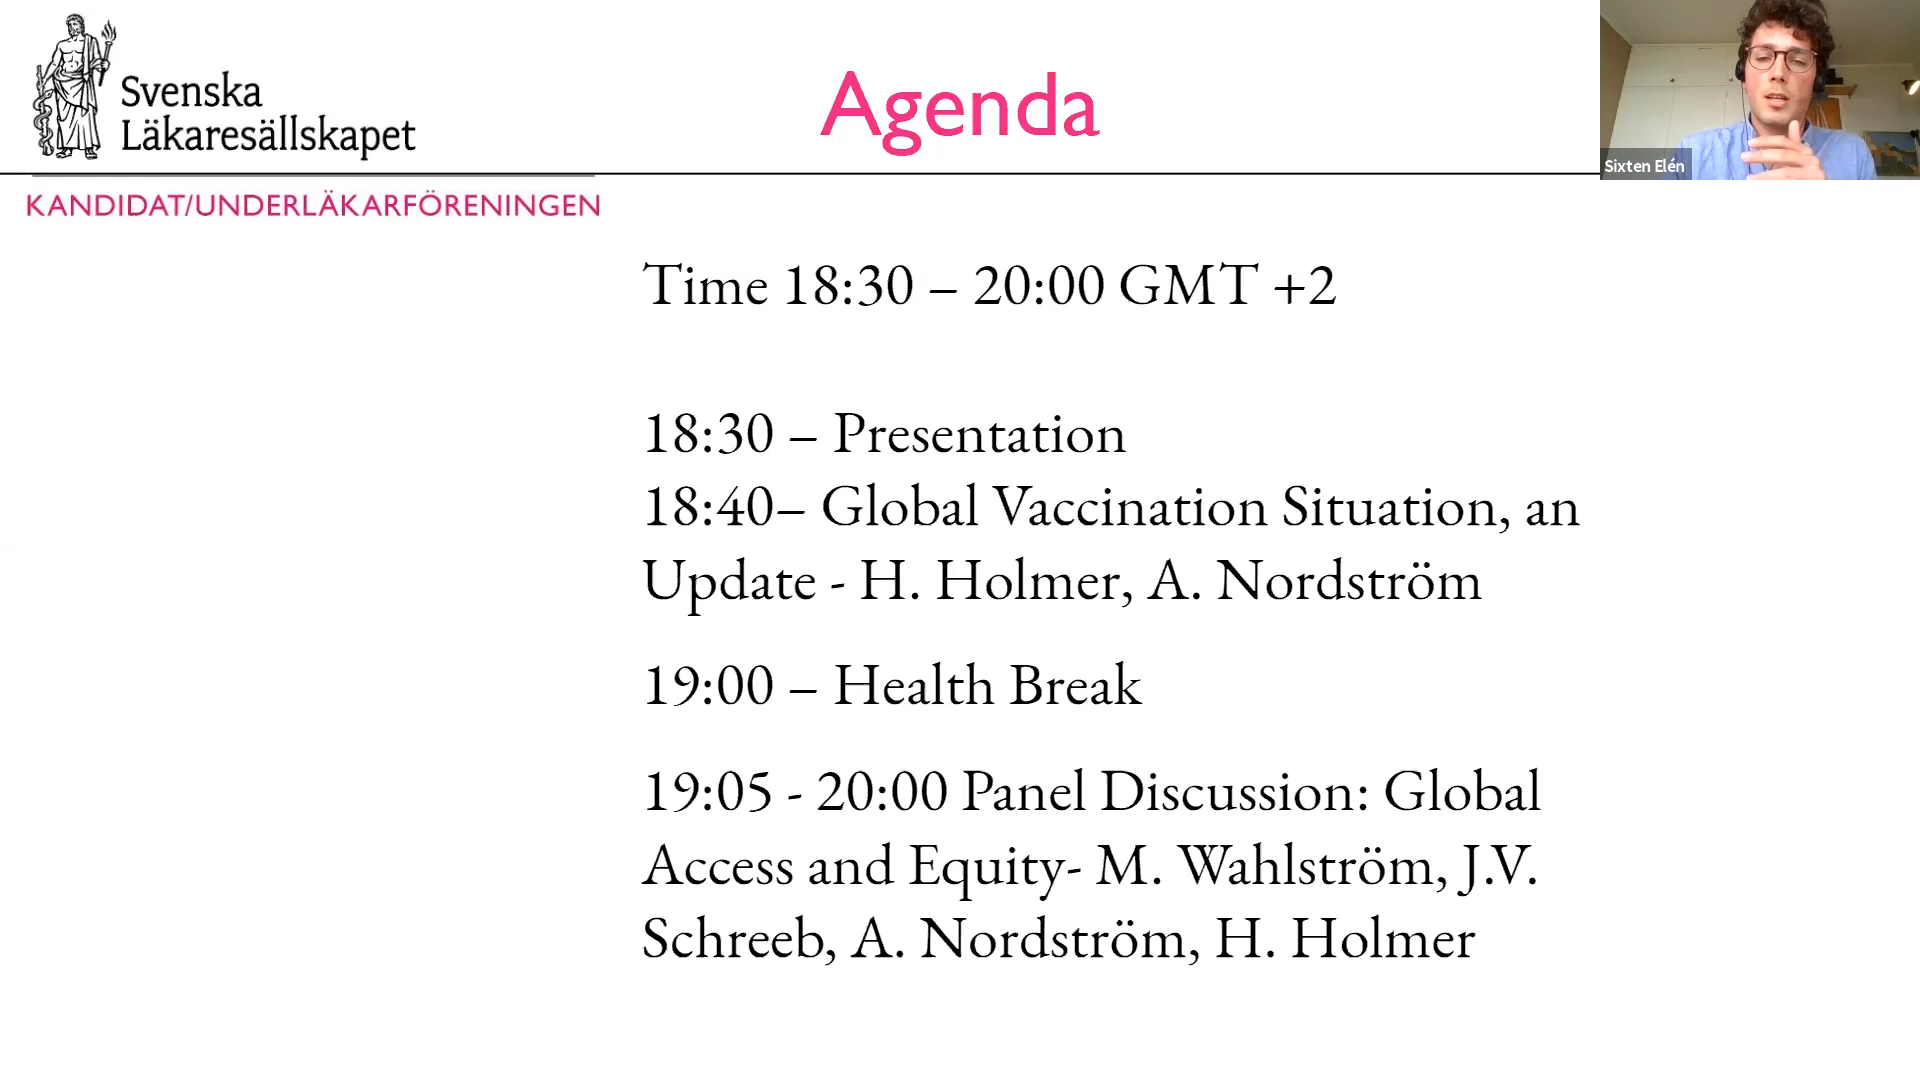 Svenska
Läkaresällskapet
KANDIDAT/UNDERLÄKARFÖRENINGEN
Agenda
Sixten Elén
Time 18:30 – 20:00 GMT +2
18:30 – Presentation
18:40– Global Vaccination Situation, an
Update - H. Holmer, A. Nordström
19:00 – Health Break
19:05 - 20:00 Panel Discussion: Global
Access and Equity- M. Wahlström, J.V.
Schreeb, A. Nordström, H. Holmer